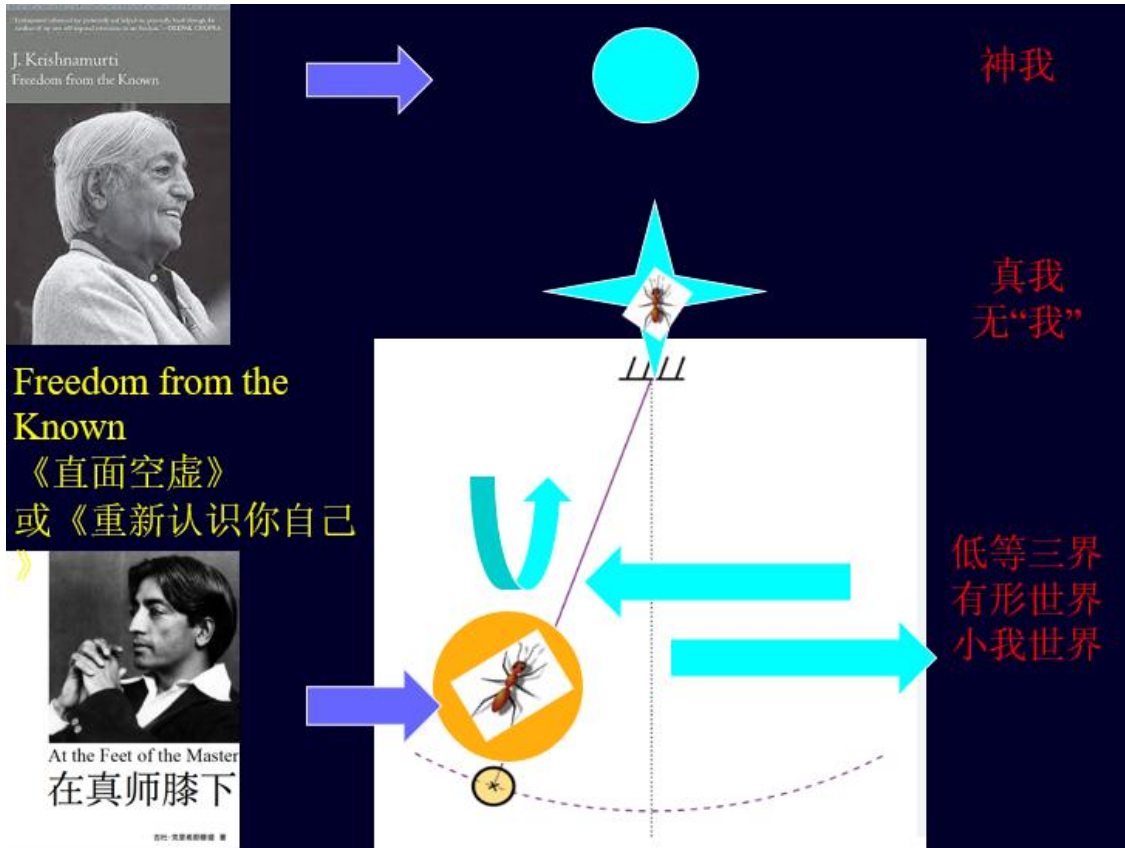 J. Krishnamurti
Freedom from the Known
Freedom from the
Known
《直面空虚》
或《重新认识你自己
》
At the Feet of the Master
在真师膝下
神我
真我
无“我”
低等三界
有形世界
小我世界